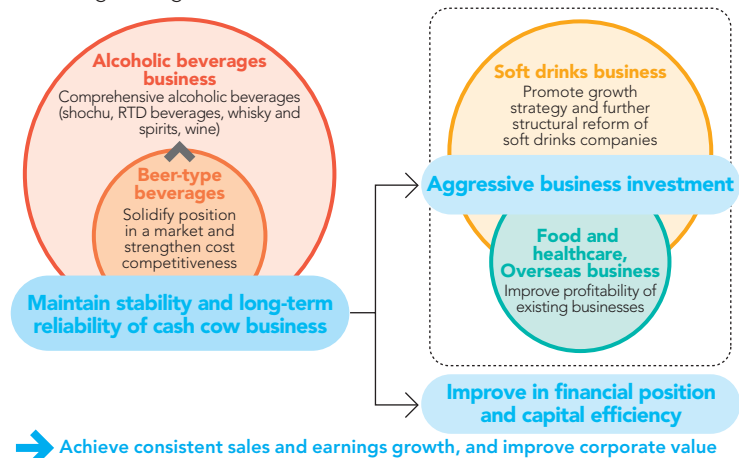 Alcoholic beverages
business
Comprehensive alcoholic beverages
(shochu, RTD beverages, whisky and
spirits, wine)
Beer-type
beverages
Solidify position
in a market and
strengthen cost
competitiveness
Maintain stability and long-term
reliability of cash cow business
Soft drinks business
Promote growth
strategy and further
structural reform of
soft drinks companies
Aggressive business investment
Food and
healthcare,
Overseas business
Improve profitability of
existing businesses
Improve in financial position
and capital efficiency
Achieve consistent sales and earnings growth, and improve corporate value